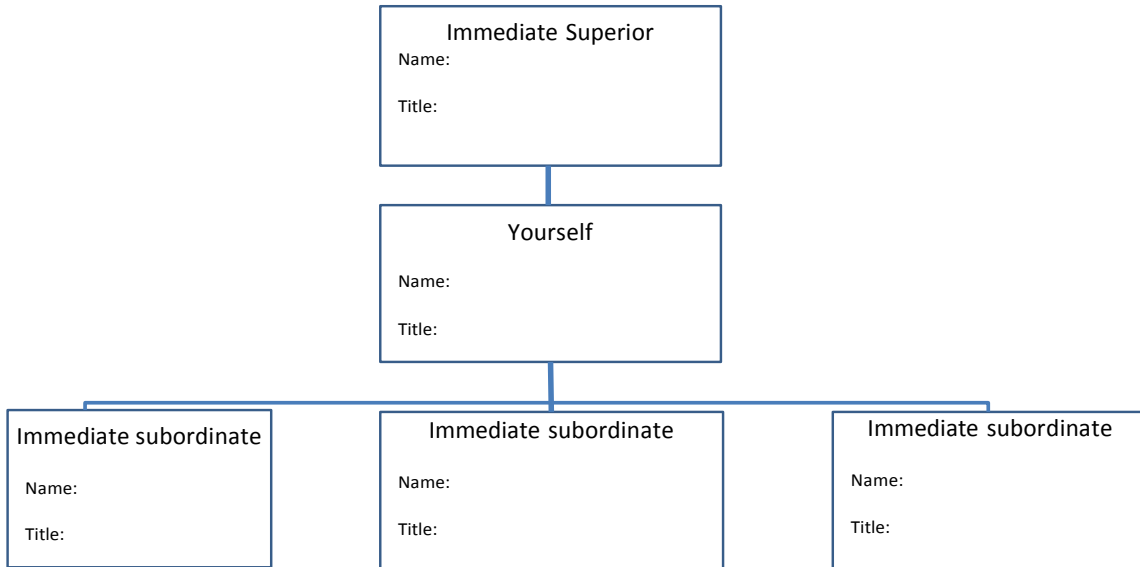 Immediate Superior
Name:
Title:
Yourself
Name:
Title:
Immediate subordinate
Name:
Title:
Immediate subordinate
Name:
Title:
Immediate subordinate
Name:
Title: